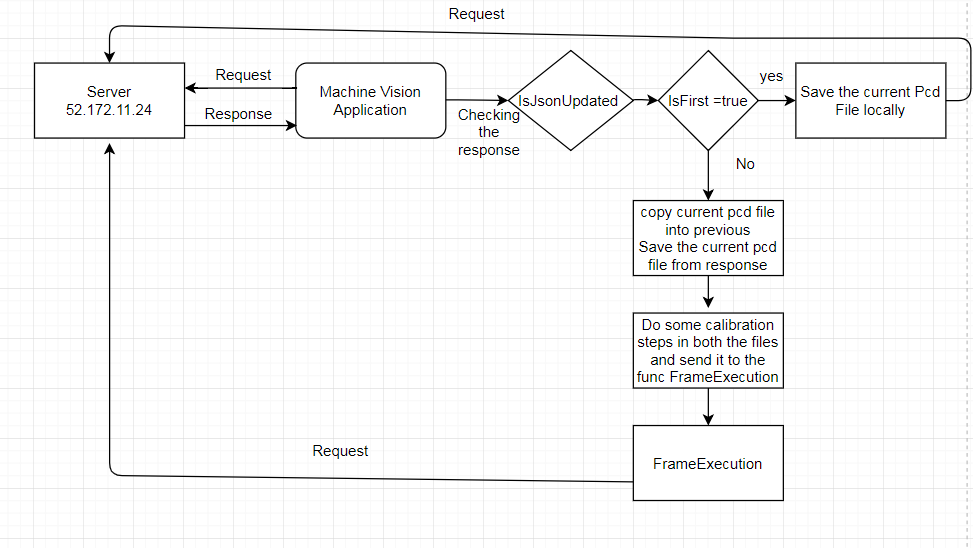 Request
Server
52.172.11.24
Request
Response
Machine Vision
Application
Checking
the
response
IsJsonUpdated
IsFirst =true
yes
Save the current Pcd
File locally
No
copy current pcd file
into previous
Save the current pcd
file from response
Do some calibration
steps in both the files
and send it to the
func FrameExecution
FrameExecution
Request